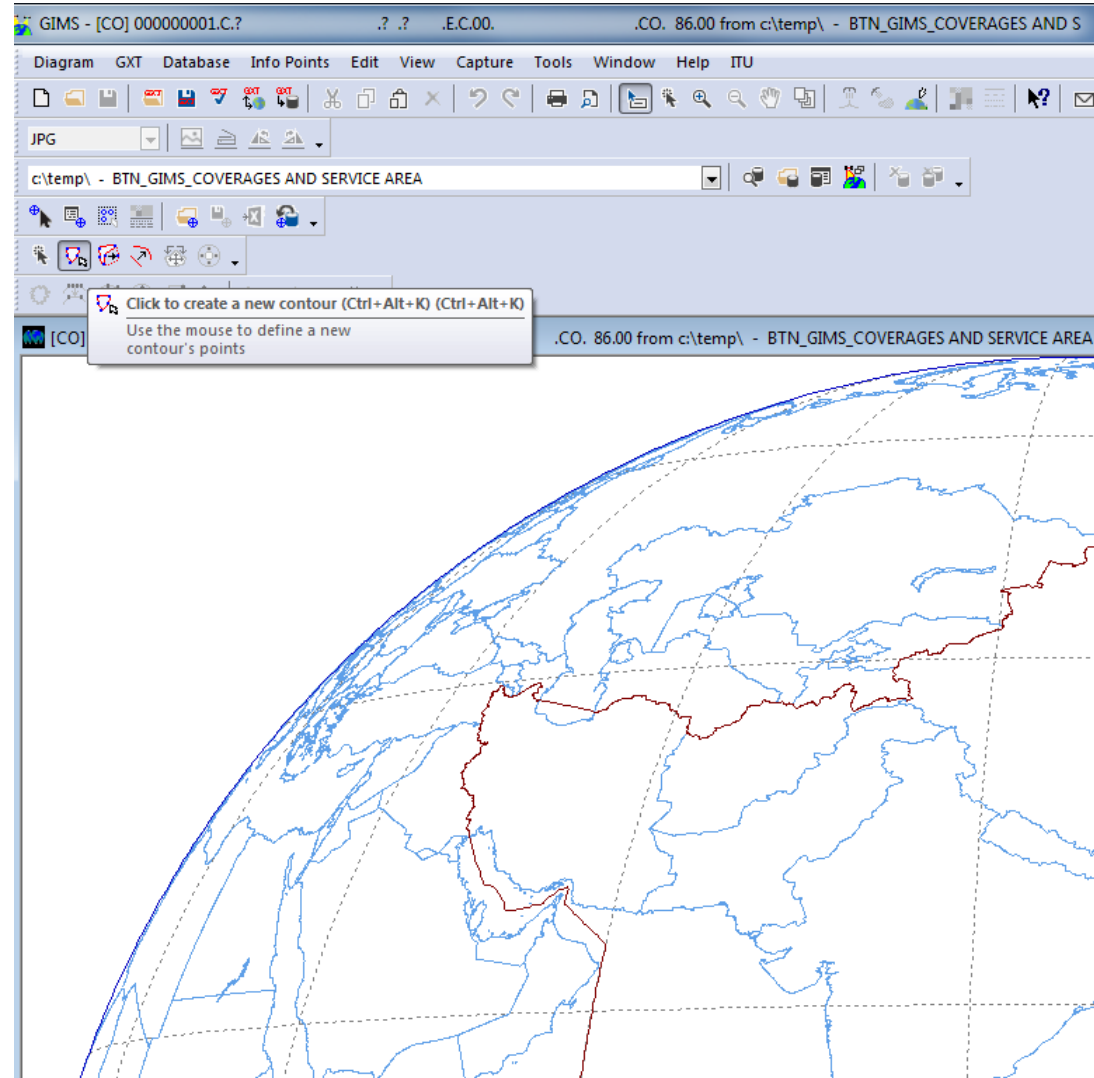 GIMS - [CO] 000000001.C.? .? .? .E.C.00. .CO. 86.00 from c:\temp\ - BTN_GIMS_COVERAGES AND S
Diagram GXT Database Info Points Edit View Capture Tools Window Help ITU
JPG
c:\temp\ - BTN_GIMS_COVERAGES AND SERVICE AREA
Click to create a new contour (Ctrl+Alt+K) (Ctrl+Alt+K)
Use the mouse to define a new
contour's points
[CO] .CO. 86.00 from c:\temp\ - BTN_GIMS_COVERAGES AND SERVICE AREA